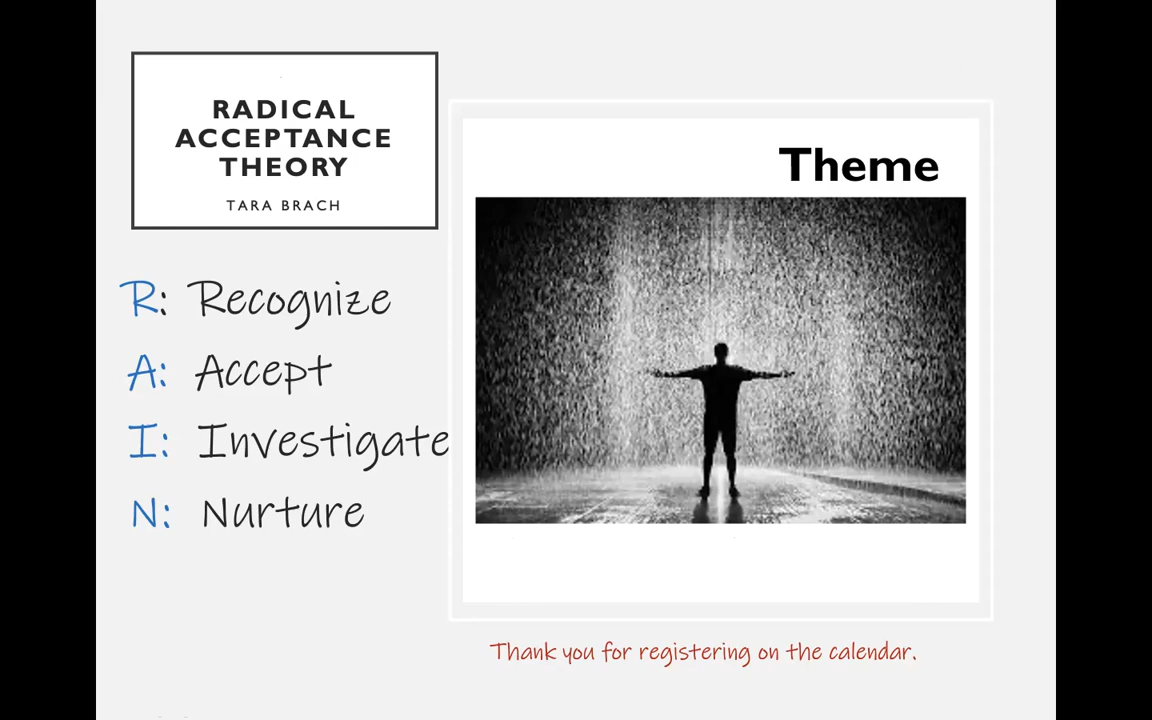 RADICAL
ACCEPTANCE
THEORY
TARA BRACH
R: Recognize
A: Accept
I: Investigate
N: Nurture
Theme
Thank you for registering on the calendar.